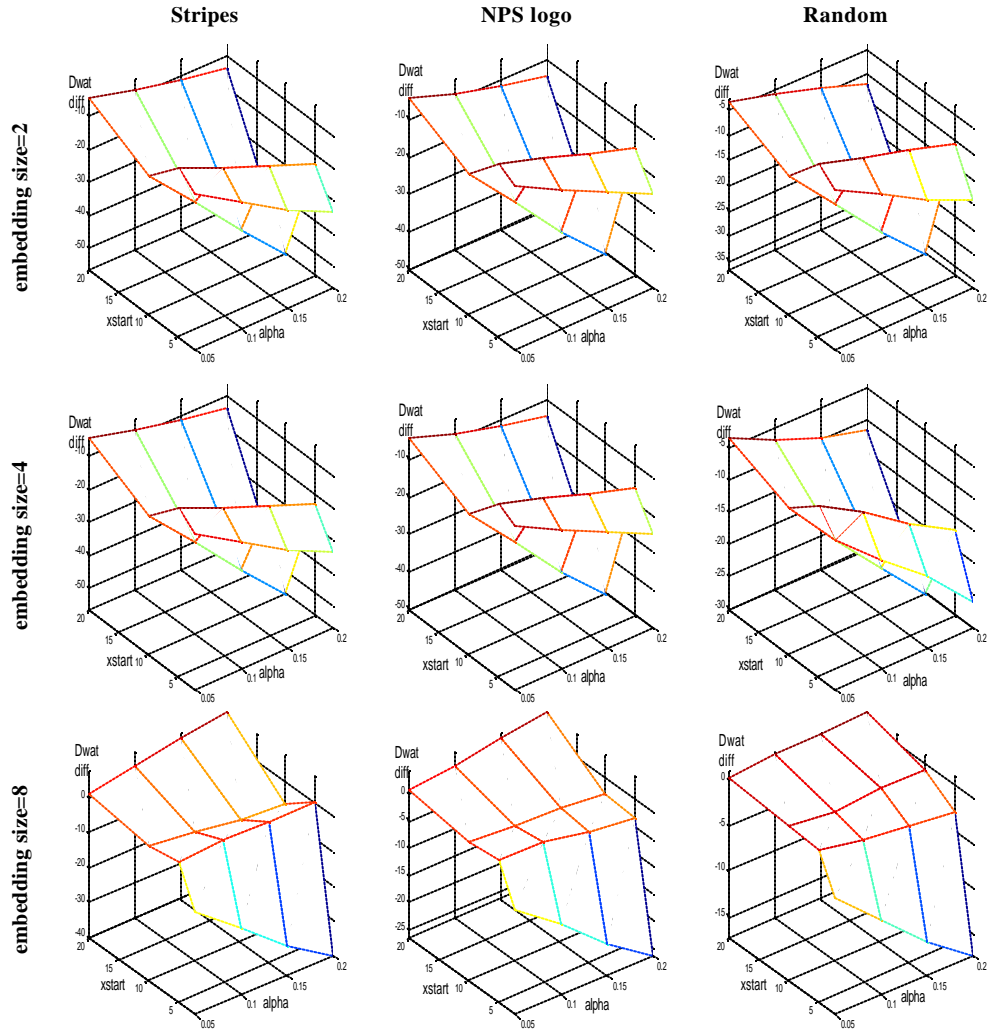 Stripes NPS logo Random
embedding size=2
Dwat
diff
-10
-20
-30
-40
-50
20
15
xstart 10
5
0.05
0.1
alpha
0.15
0.2
Dwat
diff
-10
-20
-30
-40
-50
20
15
xstart 10
5
0.05
0.1
alpha
0.15
0.2
Dwat
diff
-5
-10
-15
-20
-25
-30
-35
20
15
xstart 10
5
0.05
0.1
alpha
0.15
0.2
embedding size=4
Dwat
diff
-10
-20
-30
-40
-50
20
15
xstart 10
5
0.05
0.1
alpha
0.15
0.2
Dwat
diff
-10
-20
-30
-40
-50
20
15
xstart 10
5
0.05
0.1
alpha
0.15
0.2
Dwat
diff
-5
-10
-15
-20
-25
-30
20
15
xstart 10
5
0.05
0.1
alpha
0.15
0.2
embedding size=8
Dwat
diff
0
-10
-20
-30
-40
20
15
xstart 10
5
0.05
0.1
alpha
0.15
0.2
Dwat
diff
0
-5
-10
-15
-20
-25
20
15
xstart 10
5
0.05
0.1
alpha
0.15
0.2
Dwat
diff
0
-5
-10
-15
20
15
xstart 10
5
0.05
0.1
alpha
0.15
0.2